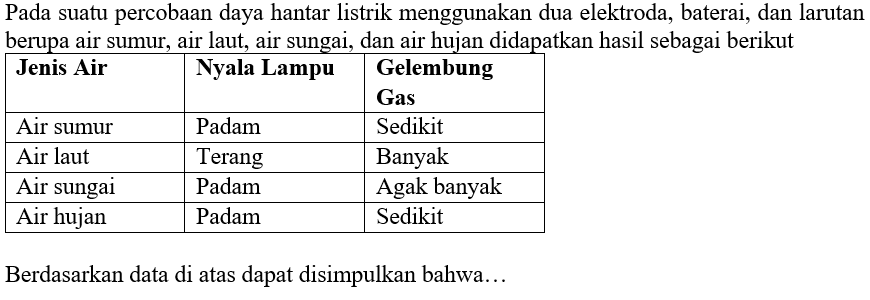 Pada suatu percobaan daya hantar listrik menggunakan dua elektroda, baterai, dan larutan
berupa air sumur, air laut, air sungai, dan air hujan didapatkan hasil sebagai berikut
Jenis Air Nyala Lampu Gelembung
Gas
Air sumur Padam Sedikit
Air laut Terang Banyak
Air sungai Padam Agak banyak
Air hujan Padam Sedikit
Berdasarkan data di atas dapat disimpulkan bahwa…